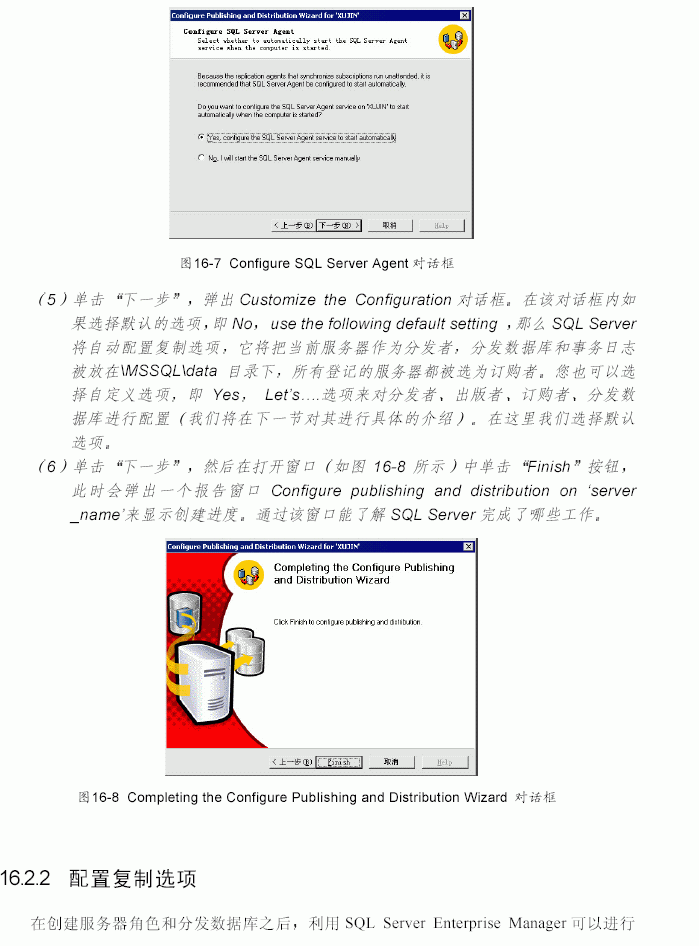 Configure Publishing and Distribution Wizard for 'XUJIN'
Configure SQL Server Agent
Select whether to automatically start the SQL Server Agent
service when the computer is started.
Because the replication agents that synchronize subscriptions run unattended, it is
recommended that SQL Server Agent be configured to start automatically.
Do you want to configure the SQL Server Agent service on 'XUJIN' to start
automatically when the computer is started?
Yes, configure the SQL Server Agent service to start automatically
No, I will start the SQL Server Agent service manually
<上一步(B) 下一步(N)> 取消 Help
图16-7 Configure SQL Server Agent 对话框
（5）单击“下一步”，弹出 Customize the Configuration 对话框。在该对话框内如
果选择默认的选项，即 No，use the following default setting ，那么 SQL Server
将自动配置复制选项，它将把当前服务器作为分发者，分发数据库和事务日志
被放在\MSSQL\data 目录下，所有登记的服务器都被选为订购者。您也可以选
择自定义选项，即 Yes， Let's….选项来对分发者、出版者、订购者、分发数
据库进行配置（我们将在下一节对其进行具体的介绍）。在这里我们选择默认
选项。
（6）单击“下一步”，然后在打开窗口（如图 16-8 所示）中单击“Finish”按钮，
此时会弹出一个报告窗口 Configure publishing and distribution on ‘server
_name’来显示创建进度。通过该窗口能了解 SQL Server 完成了哪些工作。
Configure Publishing and Distribution Wizard for 'XUJIN'
Completing the Configure Publishing
and Distribution Wizard
Click Finish to configure publishing and distribution.
<上一步(B) Finish 取消 Help
图16-8 Completing the Configure Publishing and Distribution Wizard 对话框
16.2.2 配置复制选项
在创建服务器角色和分发数据库之后，利用 SQL Server Enterprise Manager 可以进行